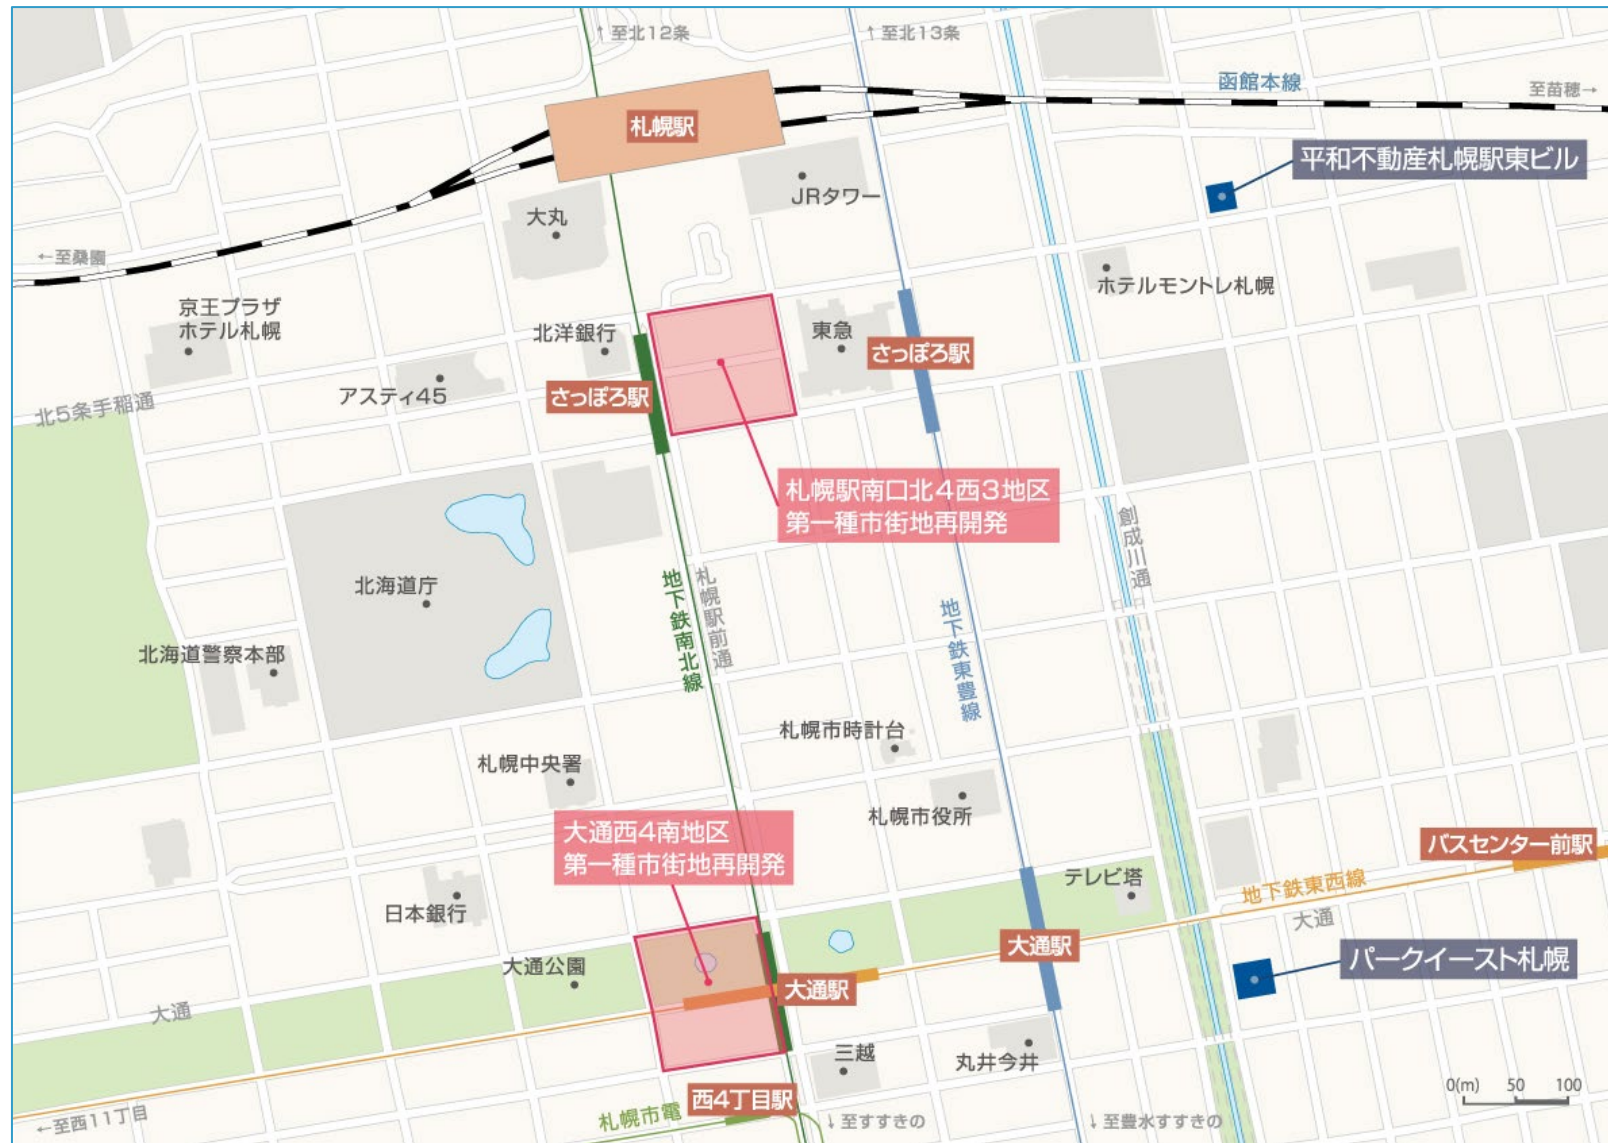 ↑至北12条
↑至北13条
函館本線
至苗穂→
札幌駅
平和不動産札幌駅東ビル
JRタワー
大丸
←至桑園
ホテルモントレ札幌
京王プラザ
ホテル札幌
北洋銀行
東急
さっぽろ駅
アスティ45
さっぽろ駅
北5条手稲通
札幌駅南口北4西3地区
第一種市街地再開発
創成川通
北海道庁
地下鉄南北線
札幌駅前通
地下鉄東豊線
北海道警察本部
札幌市時計台
札幌中央署
札幌市役所
大通西4南地区
第一種市街地再開発
バスセンター前駅
テレビ塔
地下鉄東西線
大通
日本銀行
大通駅
大通公園
パークイースト札幌
大通駅
大通
三越
丸井今井
0(m) 50 100
西4丁目駅
札幌市電
←至西11丁目
↓至すすきの
↓至豊水すすきの